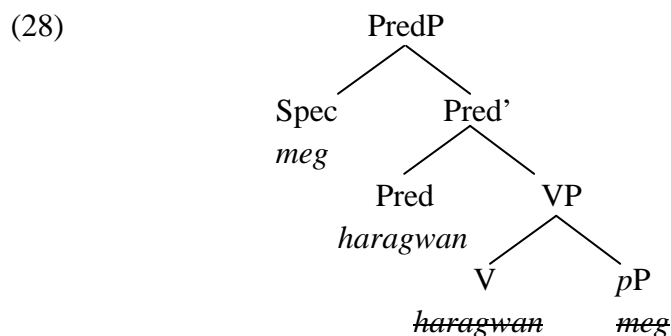 (28) PredP
Spec Pred’
meg
Pred VP
haragwan
V pP
haragwan meg